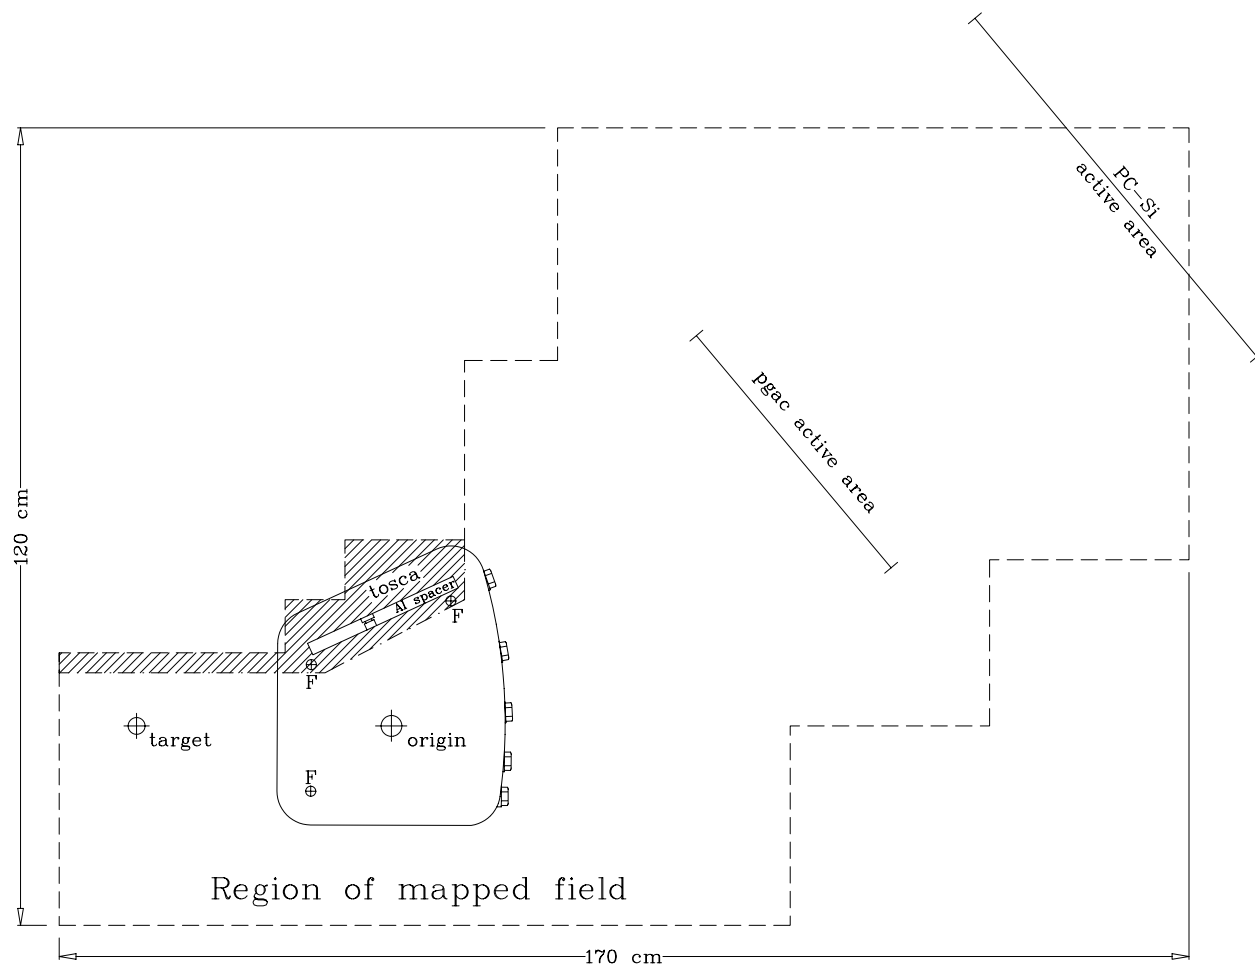 PC-Si
active area
pgac active area
120 cm
tosca
Al spacer
F
F
target
origin
F
Region of mapped field
170 cm